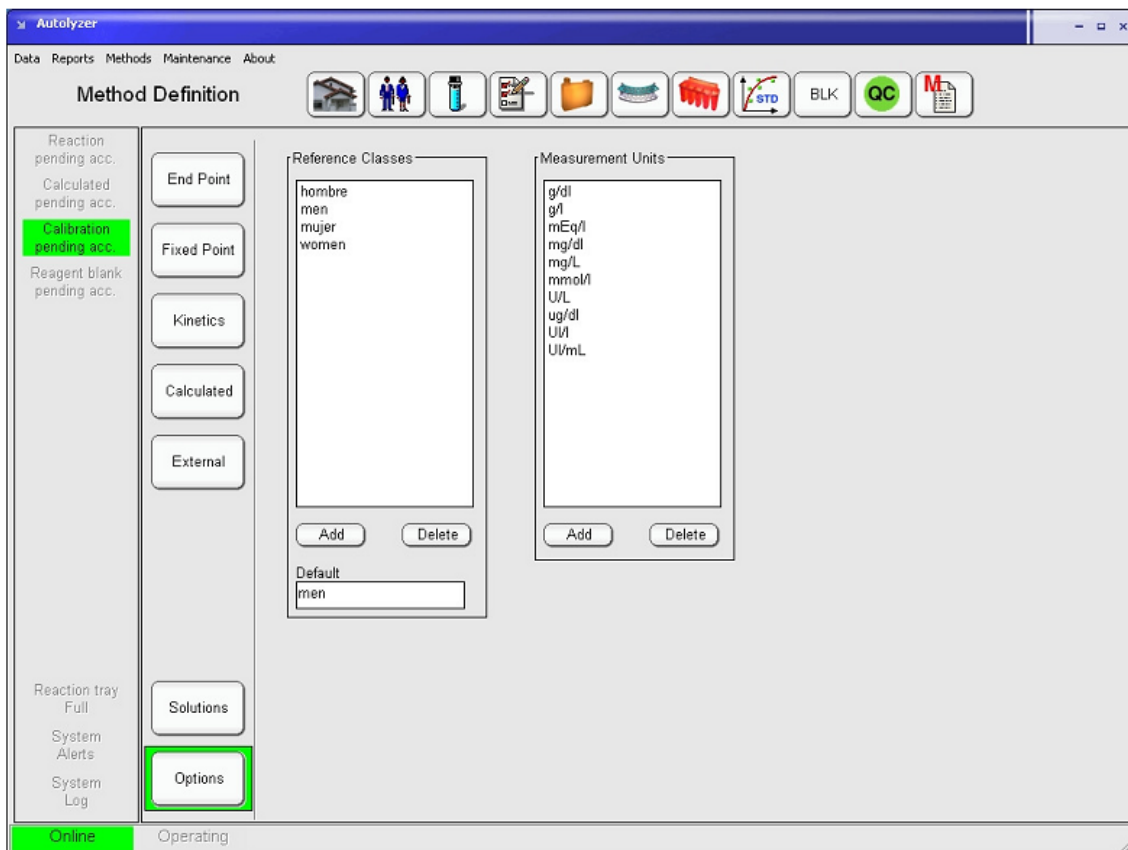 Autolyzer
Data Reports Methods Maintenance About
Method Definition
STD
BLK
QC
M
Reaction
pending acc.
Calculated
pending acc.
Calibration
pending acc.
Reagent blank
pending acc.
Reaction tray
Full
System
Alerts
System
Log
End Point
Fixed Point
Kinetics
Calculated
External
Solutions
Options
Reference Classes
hombre
men
mujer
women
Add Delete
Default
men
Measurement Units
g/dl
g/l
mEq/l
mg/dl
mg/L
mmol/l
U/L
ug/dl
UI/l
UI/mL
Add Delete
Online Operating